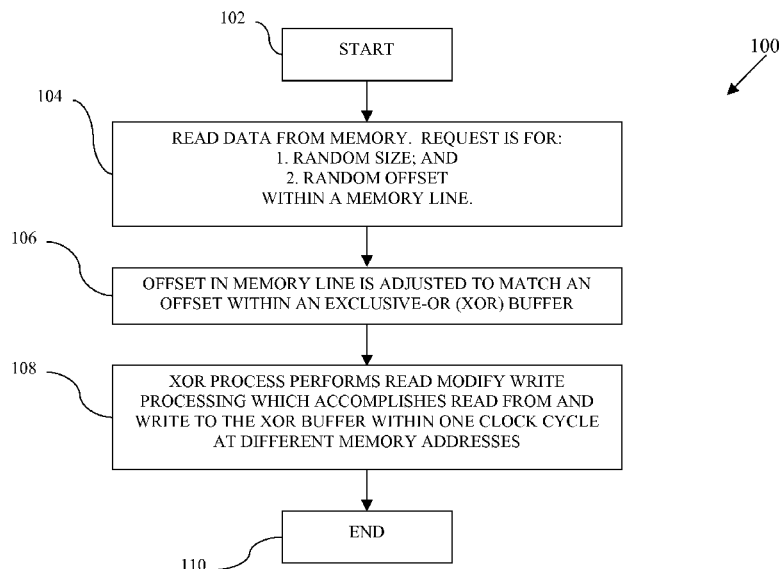 102
START
100
104
READ DATA FROM MEMORY. REQUEST IS FOR:
1. RANDOM SIZE; AND
2. RANDOM OFFSET
WITHIN A MEMORY LINE.
106
OFFSET IN MEMORY LINE IS ADJUSTED TO MATCH AN
OFFSET WITHIN AN EXCLUSIVE-OR (XOR) BUFFER
108
XOR PROCESS PERFORMS READ MODIFY WRITE
PROCESSING WHICH ACCOMPLISHES READ FROM AND
WRITE TO THE XOR BUFFER WITHIN ONE CLOCK CYCLE
AT DIFFERENT MEMORY ADDRESSES
END
110